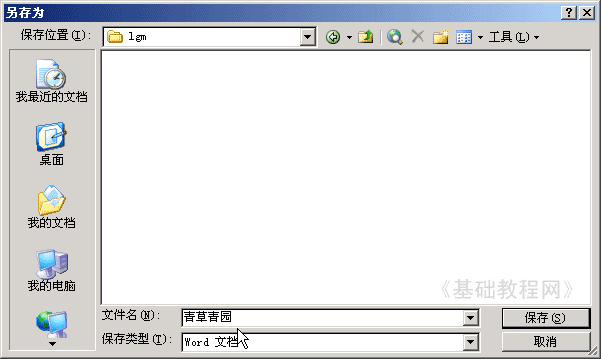 另存为
保存位置(I):
lgm
工具(L)
我最近的文档
桌面
我的文档
我的电脑
《基础教程网》
文件名(N):
青草青园
保存(S)
保存类型(T):
Word 文档
取消